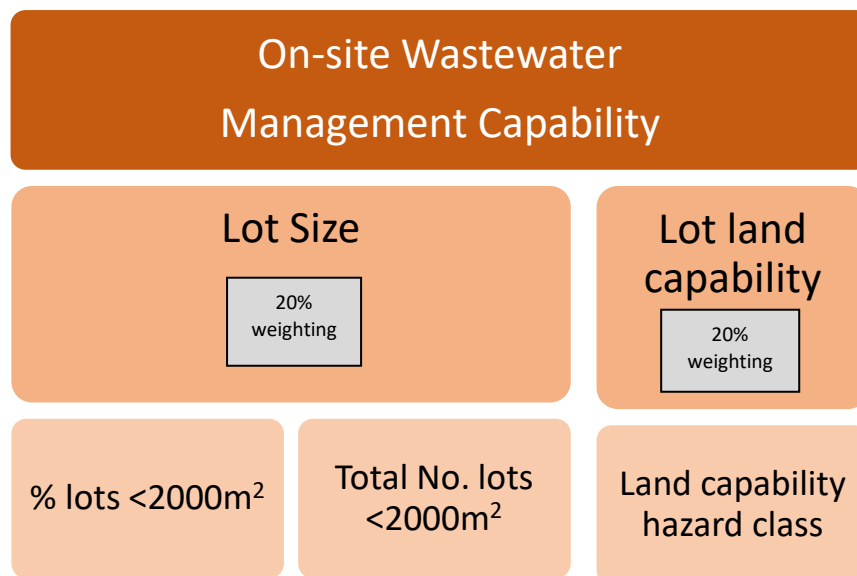 On-site Wastewater
Management Capability
Lot Size
20%
weighting
Lot land
capability
20%
weighting
% lots <2000m²
Total No. lots
<2000m²
Land capability
hazard class